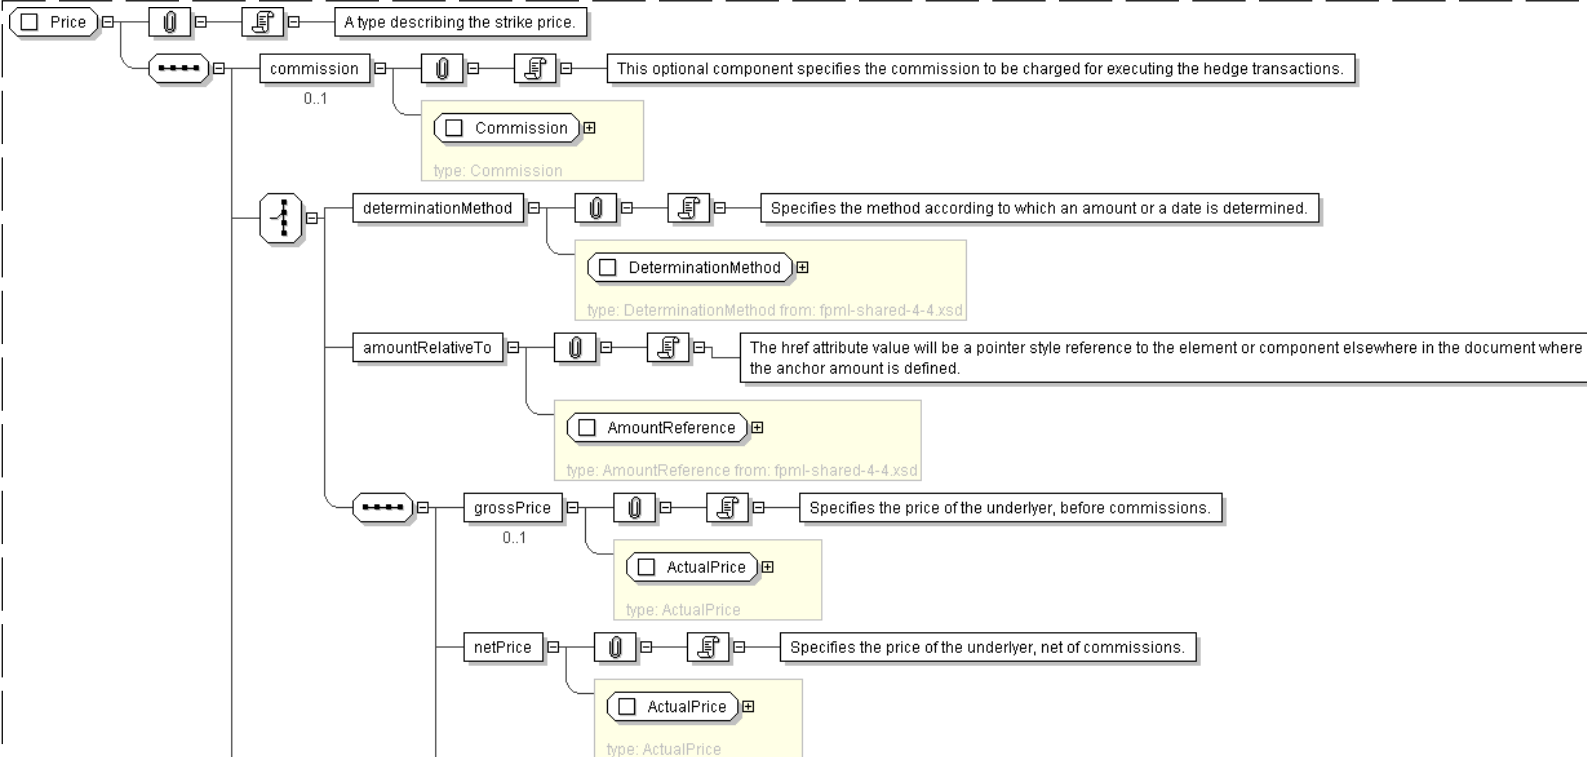 Price
A type describing the strike price.
commission
This optional component specifies the commission to be charged for executing the hedge transactions.
0..1
Commission
type: Commission
determinationMethod
Specifies the method according to which an amount or a date is determined.
DeterminationMethod
type: DeterminationMethod from: fpml-shared-4-4.xsd
amountRelativeTo
The href attribute value will be a pointer style reference to the element or component elsewhere in the document where
the anchor amount is defined.
AmountReference
type: AmountReference from: fpml-shared-4-4.xsd
grossPrice
Specifies the price of the underlyer, before commissions.
0..1
ActualPrice
type: ActualPrice
netPrice
Specifies the price of the underlyer, net of commissions.
ActualPrice
type: ActualPrice